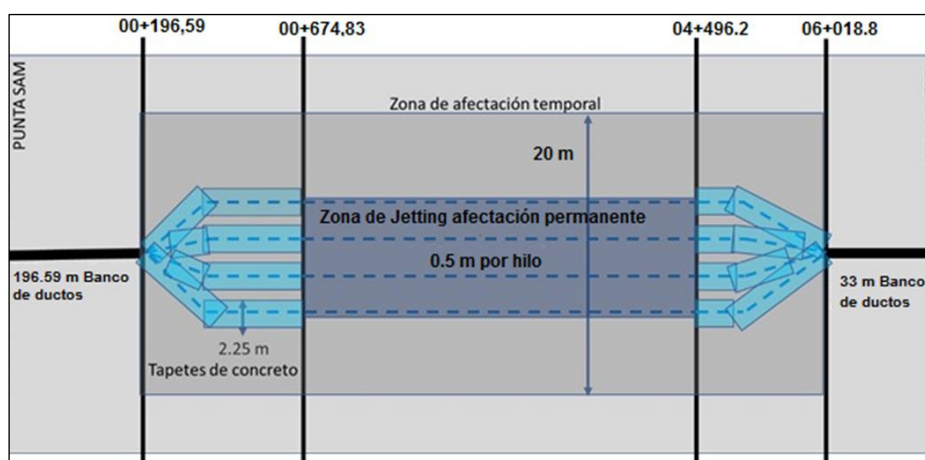 00+196,59
00+674,83
04+496.2
06+018.8
PUNTA SAM
Zona de afectación temporal
20 m
Zona de Jetting afectación permanente
0.5 m por hilo
196.59 m Banco
de ductos
33 m Banco
de ductos
2.25 m
Tapetes de concreto